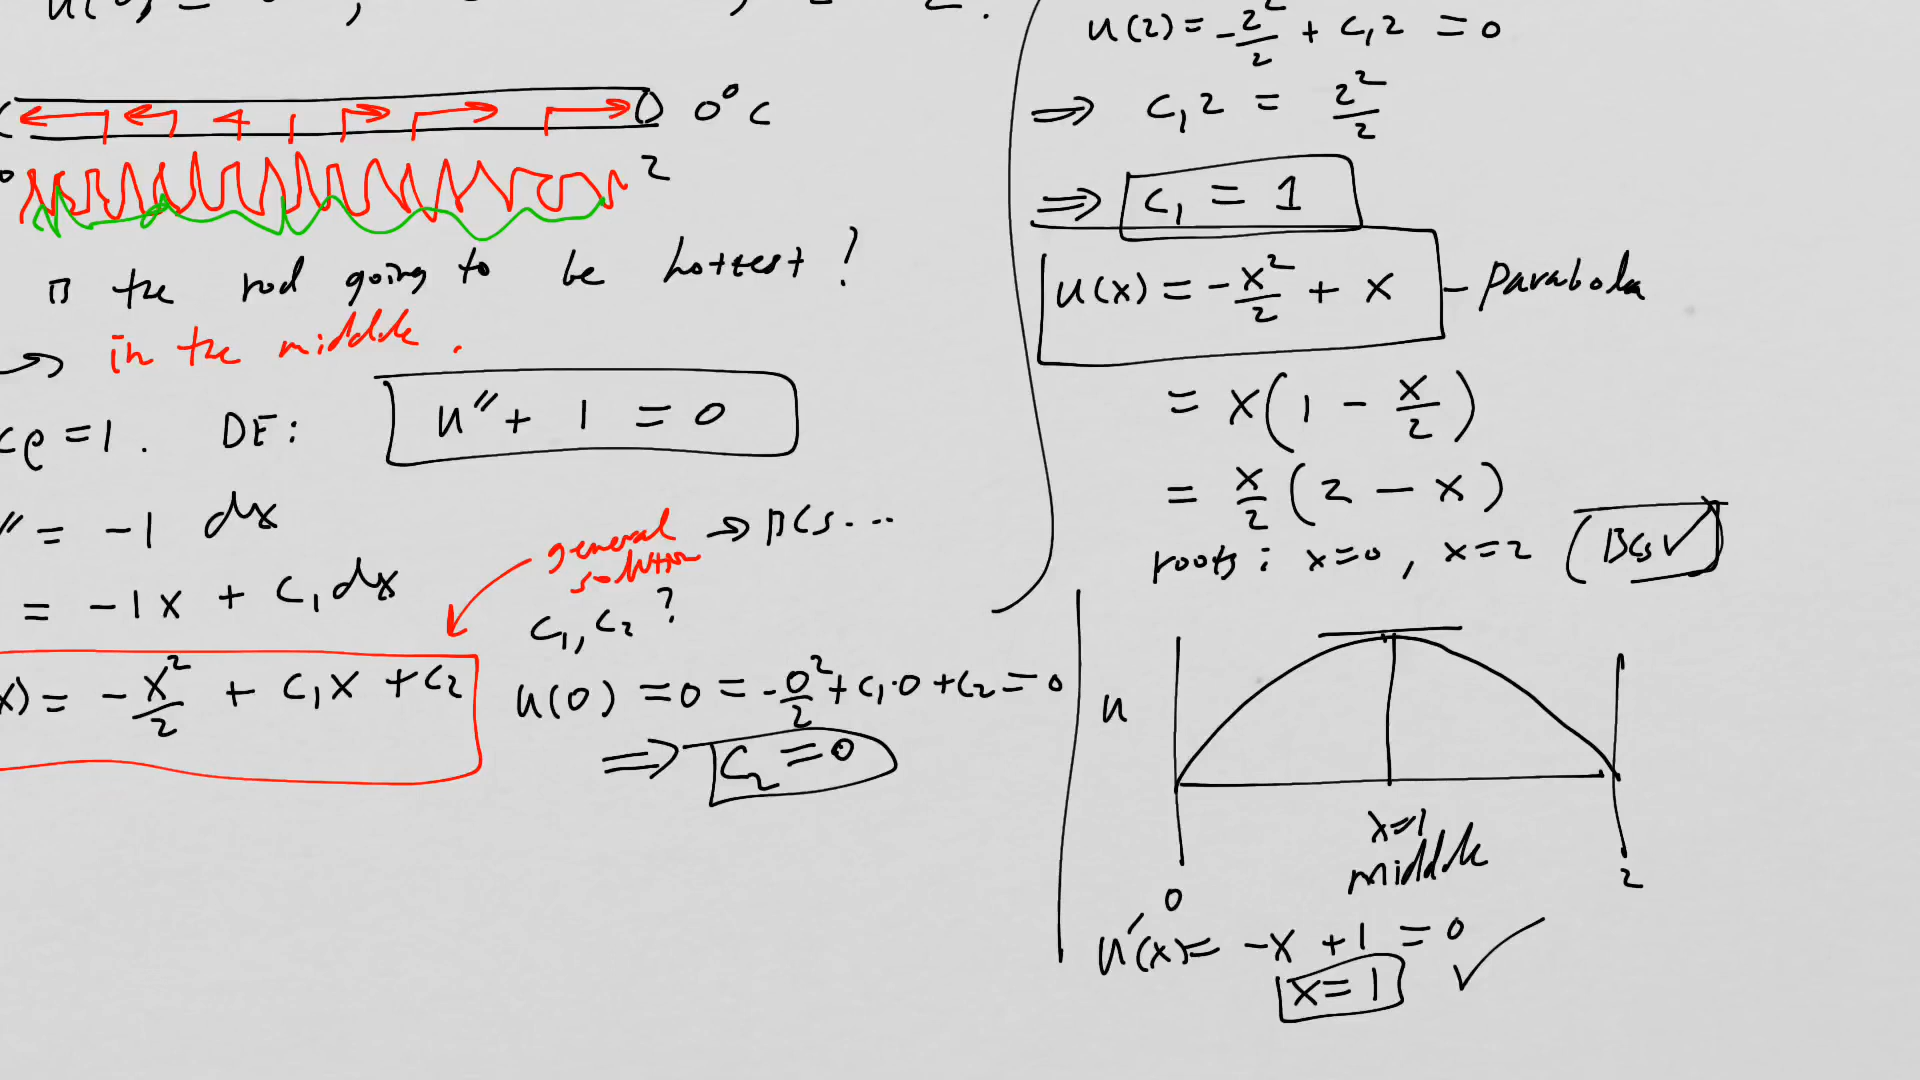 0°C
2
the rod going to be hottest?
in the middle.
cρ = 1. DE: u″ + 1 = 0
″ = -1 dx
= -1x + c₁ dx
general solution → BCs...
x) = -x²/2 + c₁x + c₂
c₁, c₂ ?
u(0) = 0 = -0²/2 + c₁·0 + c₂ = 0
⇒ c₂ = 0
u(2) = -2²/2 + c₁2 = 0
⇒ c₁2 = 2²/2
⇒ c₁ = 1
u(x) = -x²/2 + x - parabola
= x(1 - x/2)
= x/2 (2 - x)
roots: x=0, x=2 (BCs ✓)
u
x=1
middle
0
2
u′(x) = -x + 1 = 0 ✓
x = 1